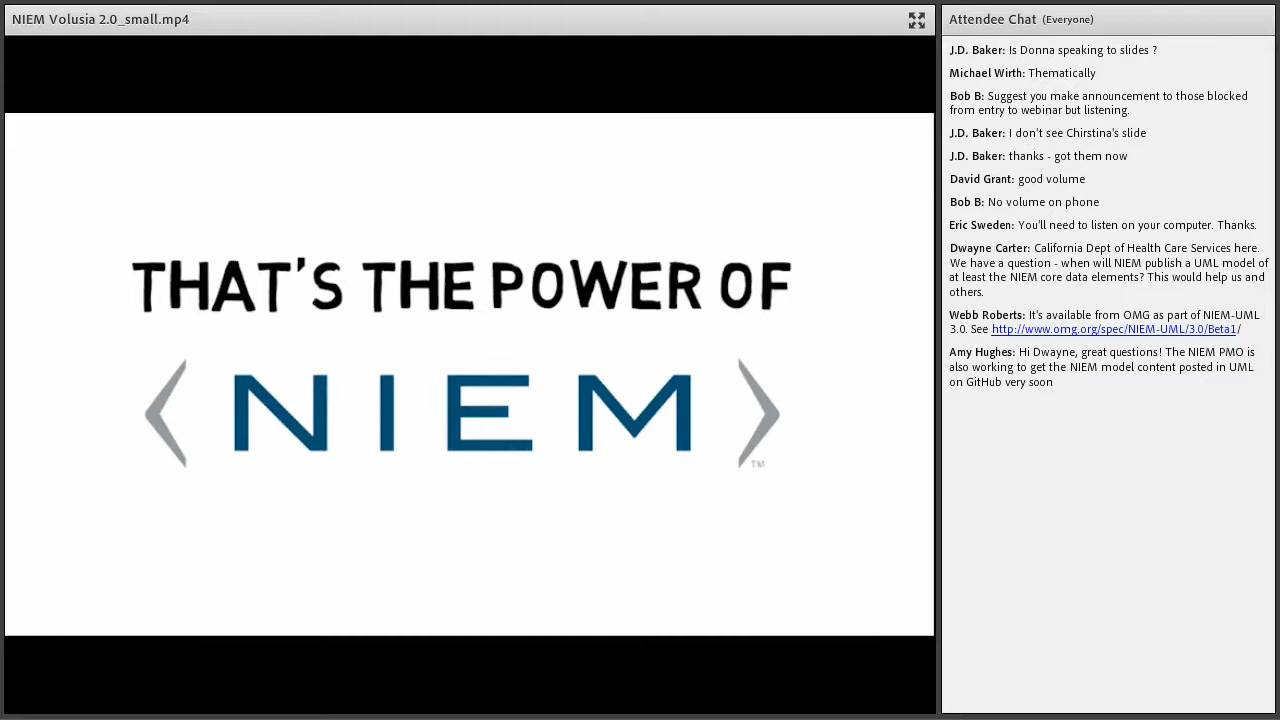 NIEM Volusia 2.0_small.mp4
THAT'S THE POWER OF
NIEM
TM
Attendee Chat (Everyone)
J.D. Baker: Is Donna speaking to slides ?
Michael Wirth: Thematically
Bob B: Suggest you make announcement to those blocked
from entry to webinar but listening.
J.D. Baker: I don't see Chirstina's slide
J.D. Baker: thanks - got them now
David Grant: good volume
Bob B: No volume on phone
Eric Sweden: You'll need to listen on your computer. Thanks.
Dwayne Carter: California Dept of Health Care Services here.
We have a question - when will NIEM publish a UML model of
at least the NIEM core data elements? This would help us and
others.
Webb Roberts: It's available from OMG as part of NIEM-UML
3.0. See http://www.omg.org/spec/NIEM-UML/3.0/Beta1/
Amy Hughes: Hi Dwayne, great questions! The NIEM PMO is
also working to get the NIEM model content posted in UML
on GitHub very soon